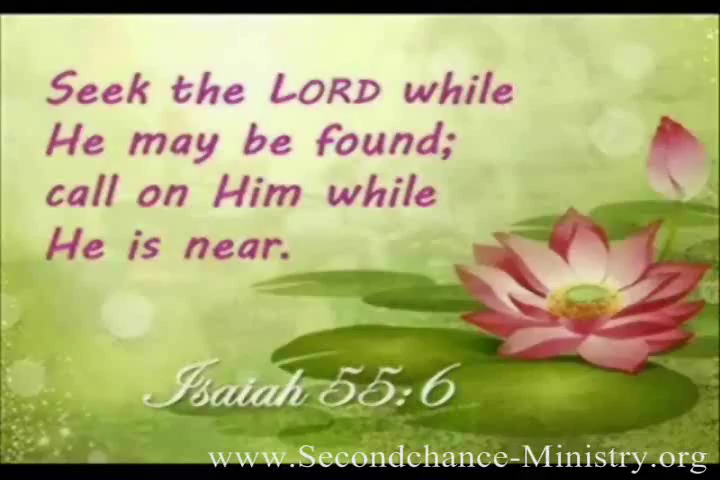 Seek the LORD while
He may be found;
call on Him while
He is near.
Isaiah 55:6
www.Secondchance-Ministry.org